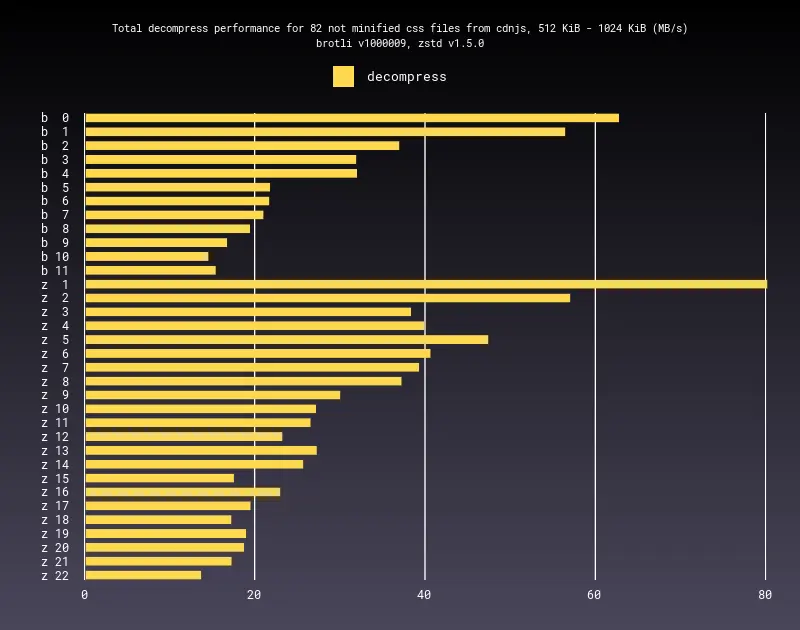 Total decompress performance for 82 not minified css files from cdnjs, 512 KiB - 1024 KiB (MB/s)
brotli v1000009, zstd v1.5.0
decompress
b 0
b 1
b 2
b 3
b 4
b 5
b 6
b 7
b 8
b 9
b 10
b 11
z 1
z 2
z 3
z 4
z 5
z 6
z 7
z 8
z 9
z 10
z 11
z 12
z 13
z 14
z 15
z 16
z 17
z 18
z 19
z 20
z 21
z 22
0 20 40 60 80